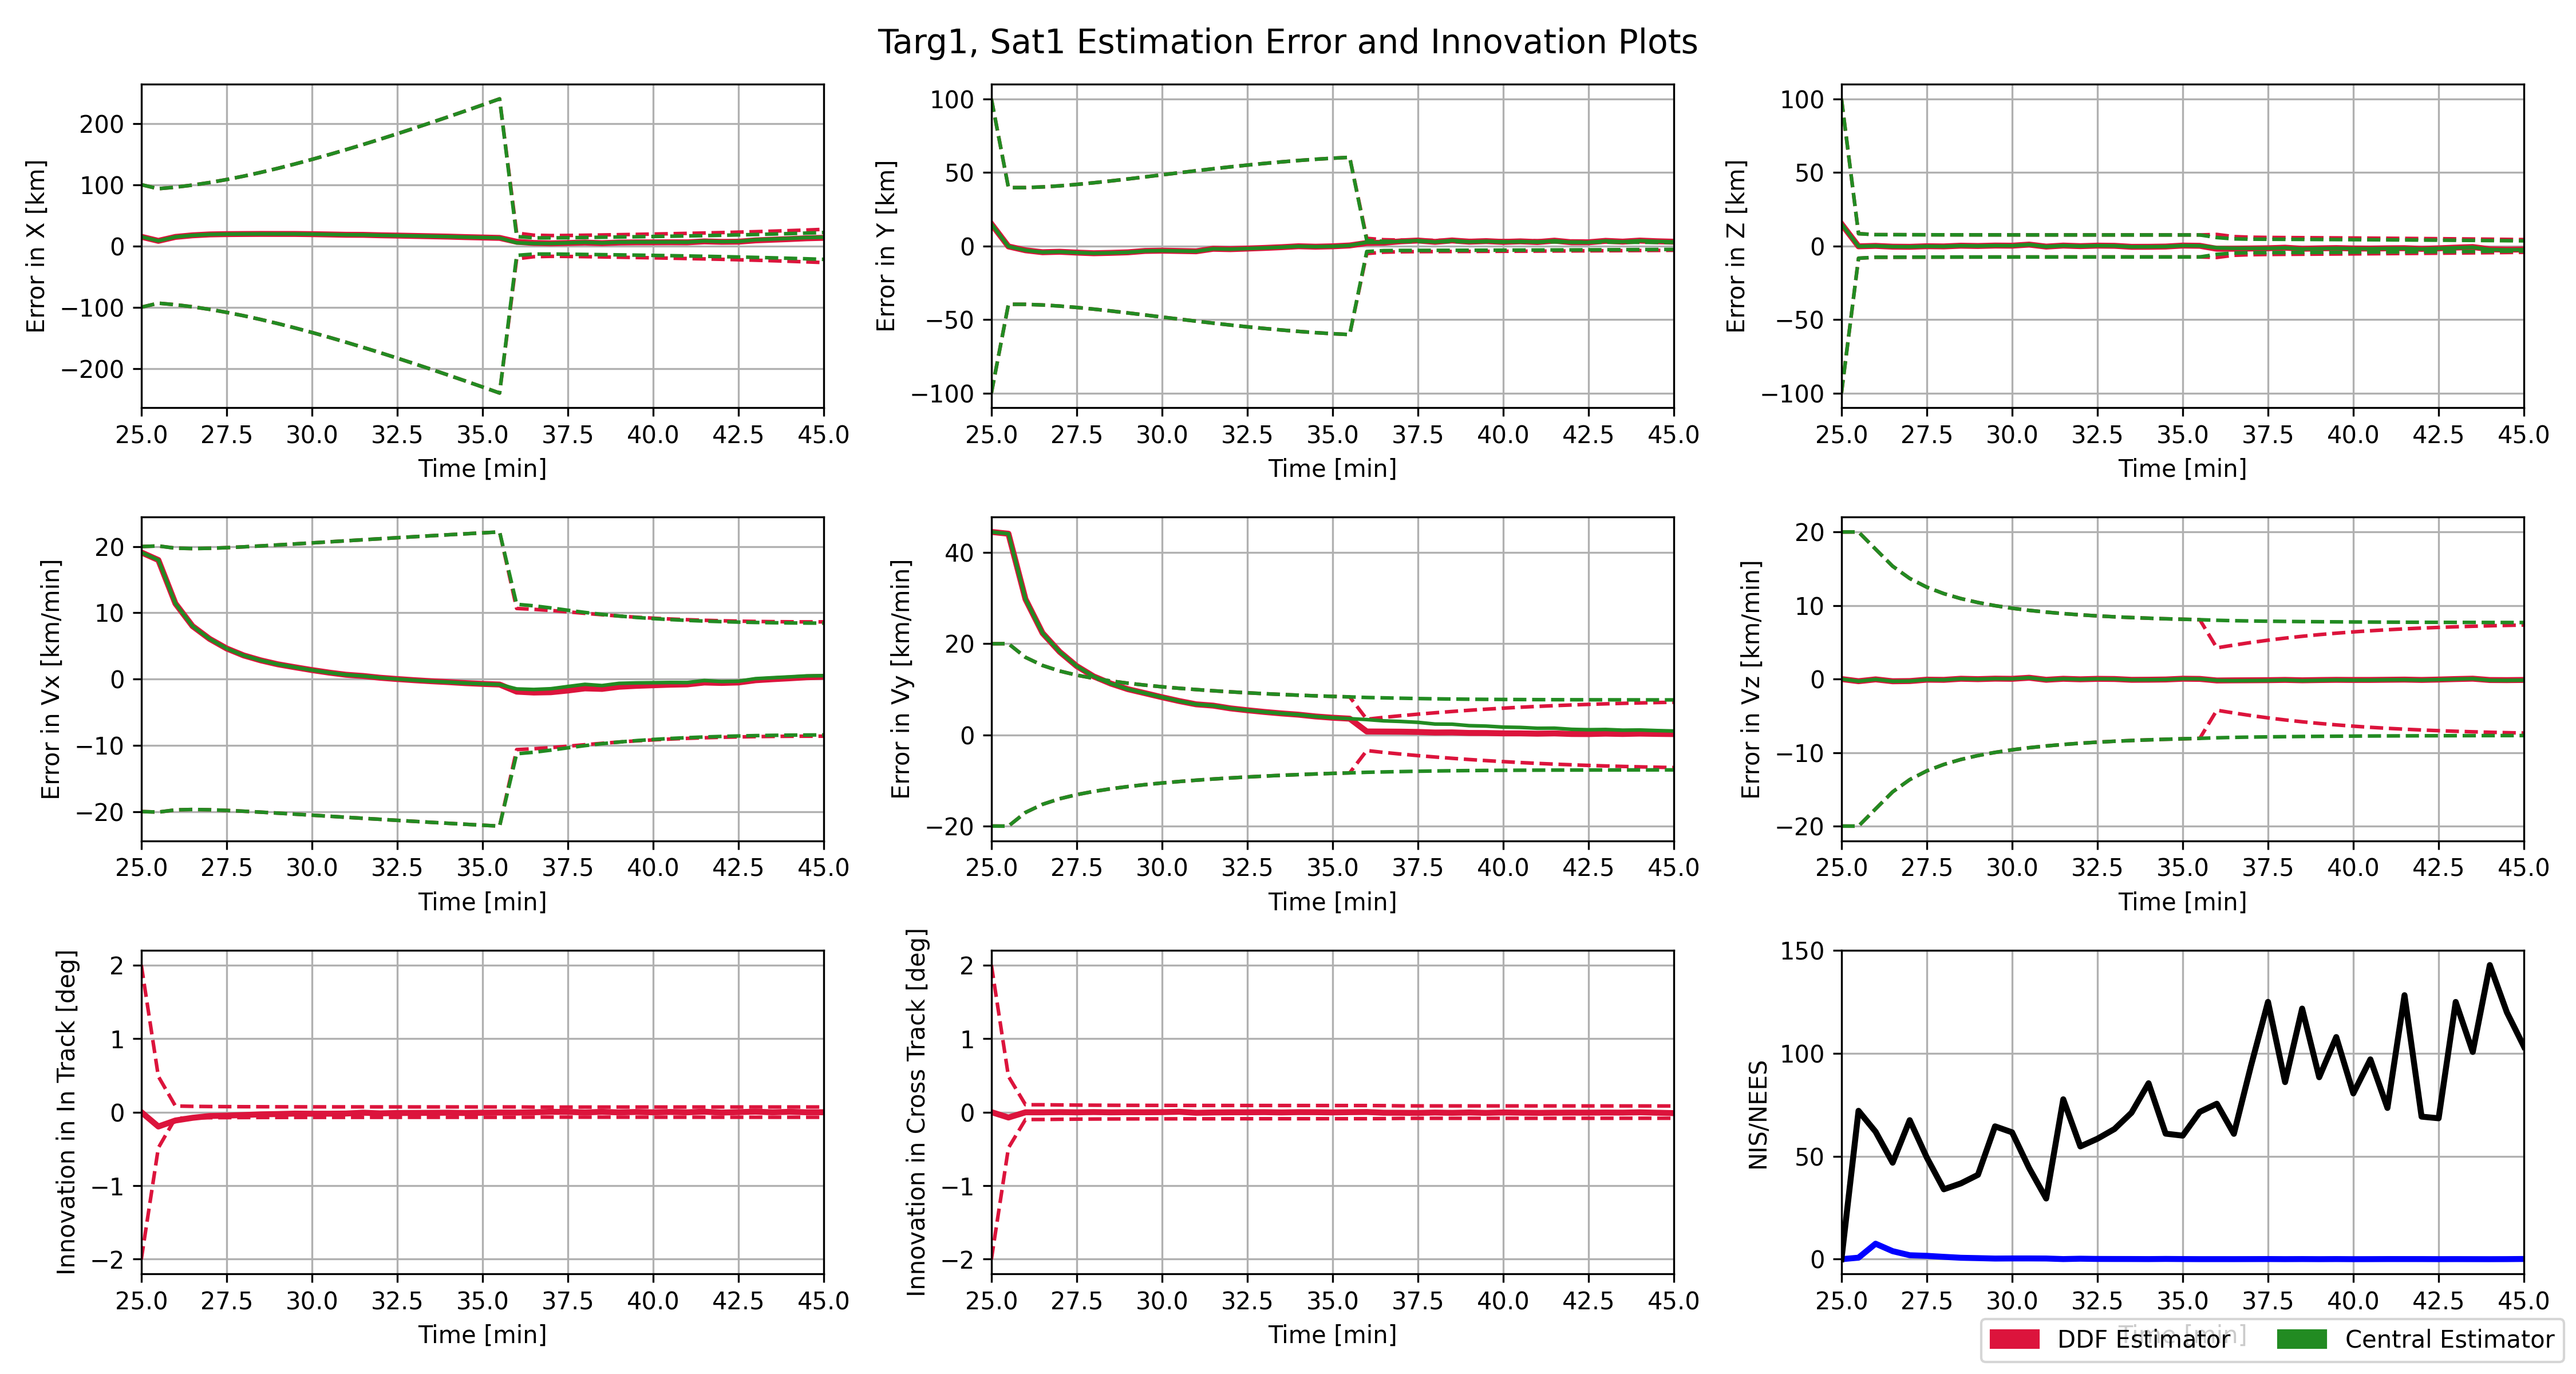 Targ1, Sat1 Estimation Error and Innovation Plots
Error in X [km]
200
100
0
−100
−200
25.0 27.5 30.0 32.5 35.0 37.5 40.0 42.5 45.0
Time [min]
Error in Y [km]
100
50
0
−50
−100
25.0 27.5 30.0 32.5 35.0 37.5 40.0 42.5 45.0
Time [min]
Error in Z [km]
100
50
0
−50
−100
25.0 27.5 30.0 32.5 35.0 37.5 40.0 42.5 45.0
Time [min]
Error in Vx [km/min]
20
10
0
−10
−20
25.0 27.5 30.0 32.5 35.0 37.5 40.0 42.5 45.0
Time [min]
Error in Vy [km/min]
40
20
0
−20
25.0 27.5 30.0 32.5 35.0 37.5 40.0 42.5 45.0
Time [min]
Error in Vz [km/min]
20
10
0
−10
−20
25.0 27.5 30.0 32.5 35.0 37.5 40.0 42.5 45.0
Time [min]
Innovation in In Track [deg]
2
1
0
−1
−2
25.0 27.5 30.0 32.5 35.0 37.5 40.0 42.5 45.0
Time [min]
Innovation in Cross Track [deg]
2
1
0
−1
−2
25.0 27.5 30.0 32.5 35.0 37.5 40.0 42.5 45.0
Time [min]
NIS/NEES
150
100
50
0
25.0 27.5 30.0 32.5 35.0 37.5 40.0 42.5 45.0
Time [min]
DDF Estimator
Central Estimator